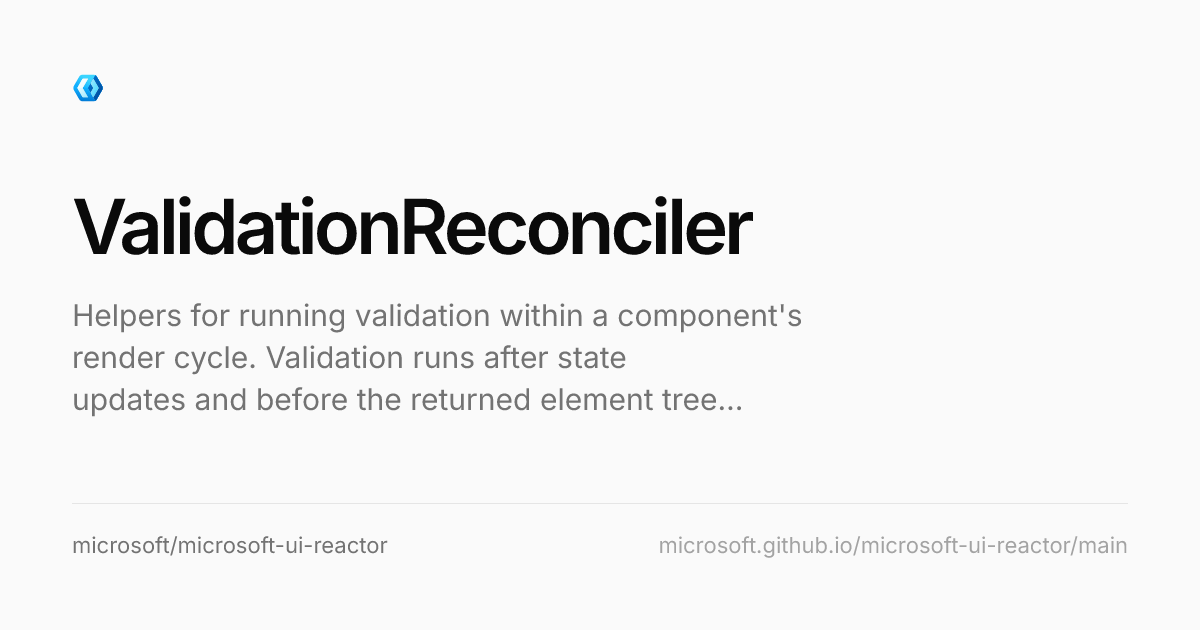 ValidationReconciler
Helpers for running validation within a component's
render cycle. Validation runs after state
updates and before the returned element tree...
microsoft/microsoft-ui-reactor
microsoft.github.io/microsoft-ui-reactor/main